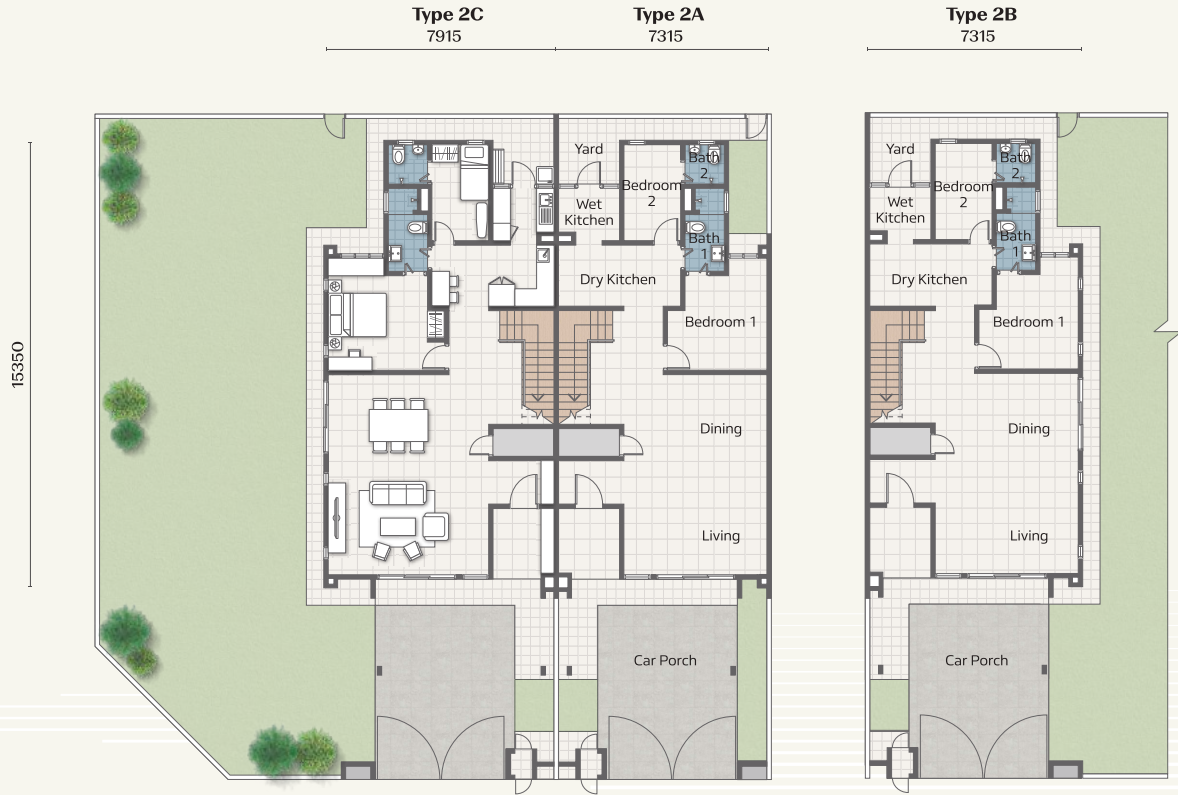 Type 2C
7915
Type 2A
7315
Type 2B
7315
15350
Yard
Bath
2
Bedroom
2
Wet
Kitchen
Bath
1
Dry Kitchen
Bedroom 1
Dining
Living
Car Porch
Yard
Bath
2
Bedroom
2
Wet
Kitchen
Bath
1
Dry Kitchen
Bedroom 1
Dining
Living
Car Porch